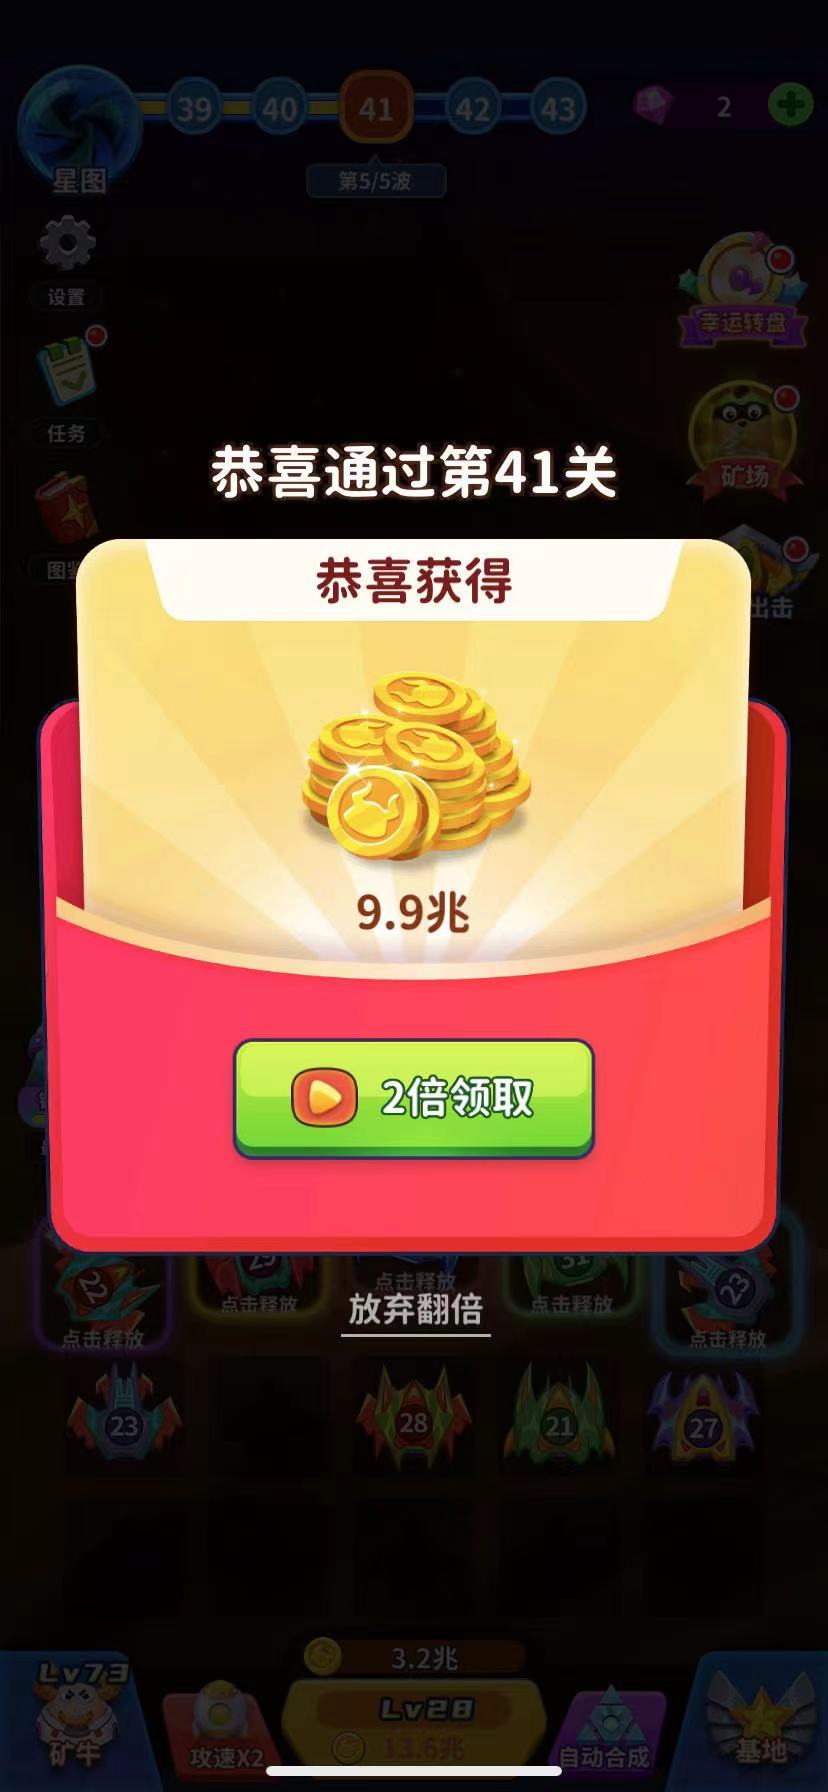 39 40 41 42 43
2
星图
第5/5波
设置
幸运转盘
任务
矿场
恭喜通过第41关
恭喜获得
出击
9.9兆
2倍领取
22 29 31 23
点击释放 点击释放 点击释放 点击释放 点击释放
放弃翻倍
23 28 21 27
3.2兆
Lv73
Lv28
矿牛 攻速X2 13.6兆 自动合成 基地